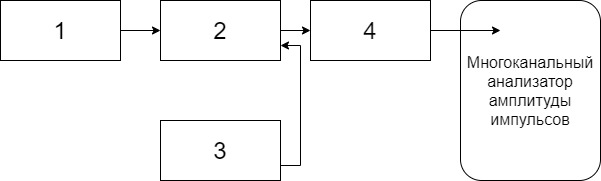 1
2
4
Многоканальный
анализатор
амплитуды
импульсов
3